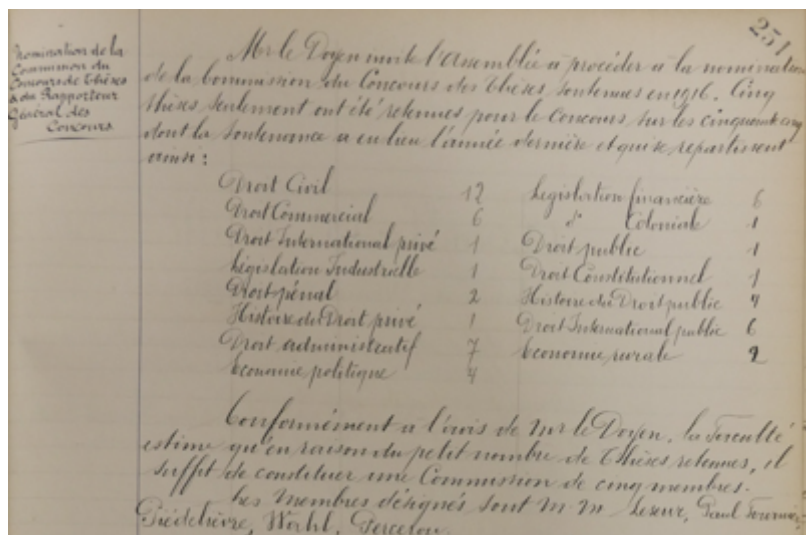 251
Nomination de la
Commission du
Concours de thèses
& du Rapporteur
Général des
Concours
Mr le Doyen invite l'Assemblée à procéder à la nomination
de la Commission du Concours des thèses soutenues en 1916. Cinq
thèses seulement ont été retenues pour le Concours sur les cinquante cinq
dont la soutenance a eu lieu l'année dernière et qui se répartissent
ainsi :
Droit Civil 12 Législation financière 6
Droit Commercial 6 do Coloniale 1
Droit International privé 1 Droit public 1
Législation Industrielle 1 Droit Constitutionnel 1
Droit pénal 2 Histoire du Droit public 4
Histoire du Droit privé 1 Droit International public 6
Droit administratif 7 Economie rurale 2
Economie politique 4
Conformément à l'avis de Mr le Doyen, la Faculté
estime qu'en raison du petit nombre de thèses retenues, il
suffit de constituer une Commission de cinq membres.
Les Membres désignés sont M M Leseur, Paul Fournier,
Piédelièvre, Wahl, Percerou.